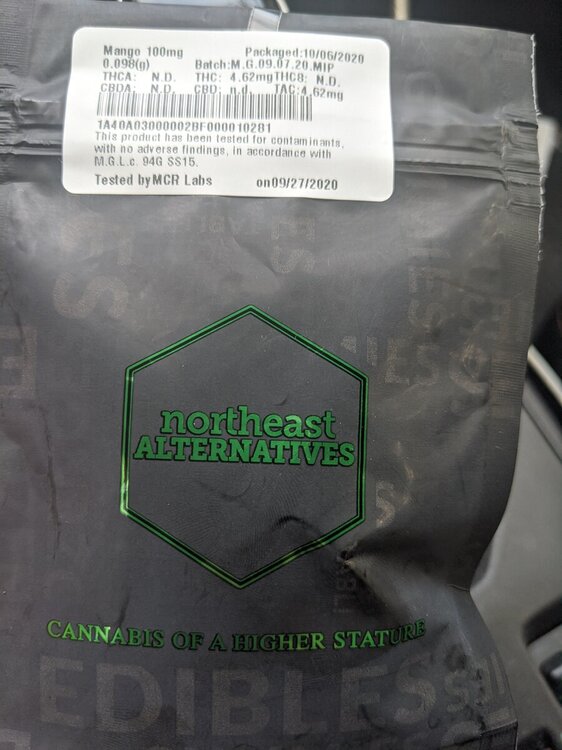 Mango 100mg Packaged:10/06/2020
0.098(g) Batch:M.G.09.07.20.MIP
THCA: N.D. THC: 4.62mg THC8: N.D.
CBDA: N.D. CBD: n.d. TAC:4.62mg
1A40A03000002BF000010281
This product has been tested for contaminants,
with no adverse findings, in accordance with
M.G.L.c. 94G SS15.
Tested by MCR Labs on 09/27/2020
northeast
ALTERNATIVES
CANNABIS OF A HIGHER STATURE
EDIBLES